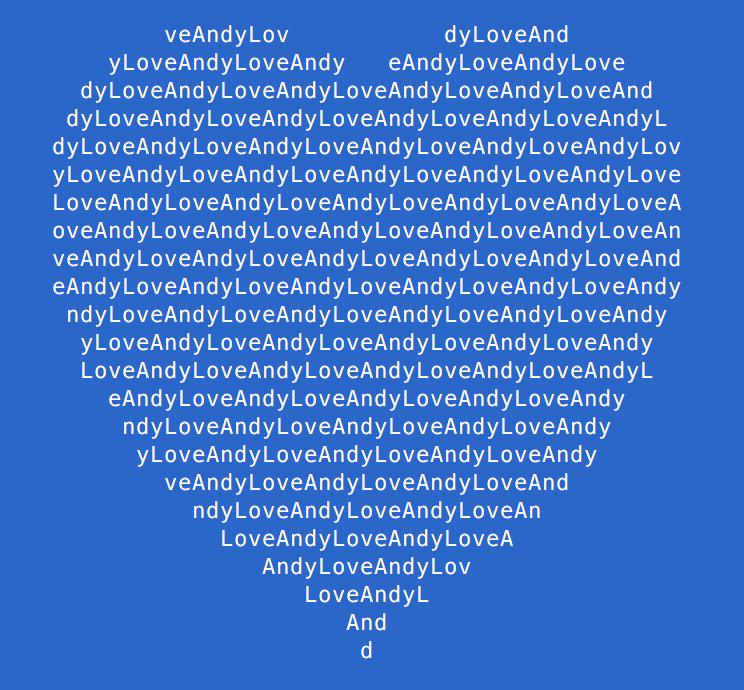 veAndyLov dyLoveAnd
yLoveAndyLoveAndy eAndyLoveAndyLove
dyLoveAndyLoveAndyLoveAndyLoveAndyLoveAnd
dyLoveAndyLoveAndyLoveAndyLoveAndyLoveAndyL
dyLoveAndyLoveAndyLoveAndyLoveAndyLoveAndyLov
yLoveAndyLoveAndyLoveAndyLoveAndyLoveAndyLove
LoveAndyLoveAndyLoveAndyLoveAndyLoveAndyLoveA
oveAndyLoveAndyLoveAndyLoveAndyLoveAndyLoveAn
veAndyLoveAndyLoveAndyLoveAndyLoveAndyLoveAnd
eAndyLoveAndyLoveAndyLoveAndyLoveAndyLoveAndy
ndyLoveAndyLoveAndyLoveAndyLoveAndyLoveAndy
yLoveAndyLoveAndyLoveAndyLoveAndyLoveAndy
LoveAndyLoveAndyLoveAndyLoveAndyLoveAndyL
eAndyLoveAndyLoveAndyLoveAndyLoveAndy
ndyLoveAndyLoveAndyLoveAndyLoveAndy
yLoveAndyLoveAndyLoveAndyLoveAndy
veAndyLoveAndyLoveAndyLoveAnd
ndyLoveAndyLoveAndyLoveAn
LoveAndyLoveAndyLoveA
AndyLoveAndyLov
LoveAndyL
And
d